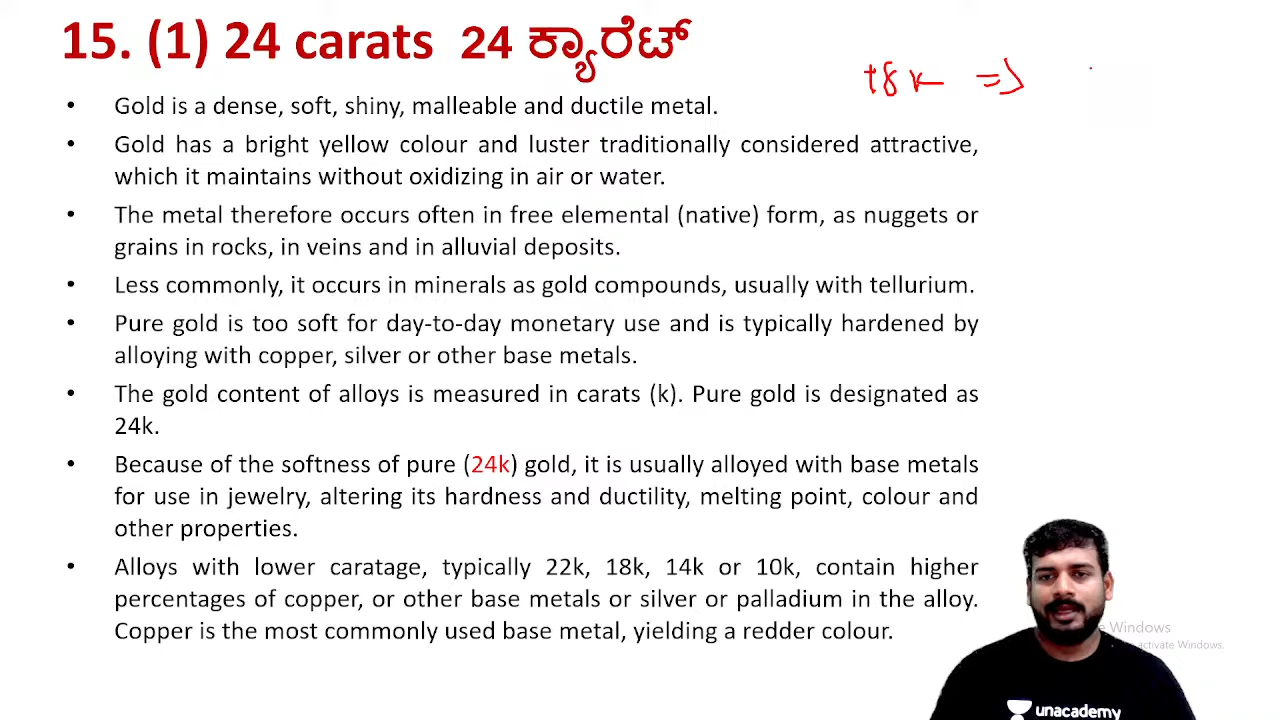 15. (1) 24 carats 24 ಕ್ಯಾರೆಟ್
18 K =>
• Gold is a dense, soft, shiny, malleable and ductile metal.
• Gold has a bright yellow colour and luster traditionally considered attractive,
which it maintains without oxidizing in air or water.
• The metal therefore occurs often in free elemental (native) form, as nuggets or
grains in rocks, in veins and in alluvial deposits.
• Less commonly, it occurs in minerals as gold compounds, usually with tellurium.
• Pure gold is too soft for day-to-day monetary use and is typically hardened by
alloying with copper, silver or other base metals.
• The gold content of alloys is measured in carats (k). Pure gold is designated as
24k.
• Because of the softness of pure (24k) gold, it is usually alloyed with base metals
for use in jewelry, altering its hardness and ductility, melting point, colour and
other properties.
• Alloys with lower caratage, typically 22k, 18k, 14k or 10k, contain higher
percentages of copper, or other base metals or silver or palladium in the alloy.
Copper is the most commonly used base metal, yielding a redder colour.
Windows
activate Windows.
unacademy